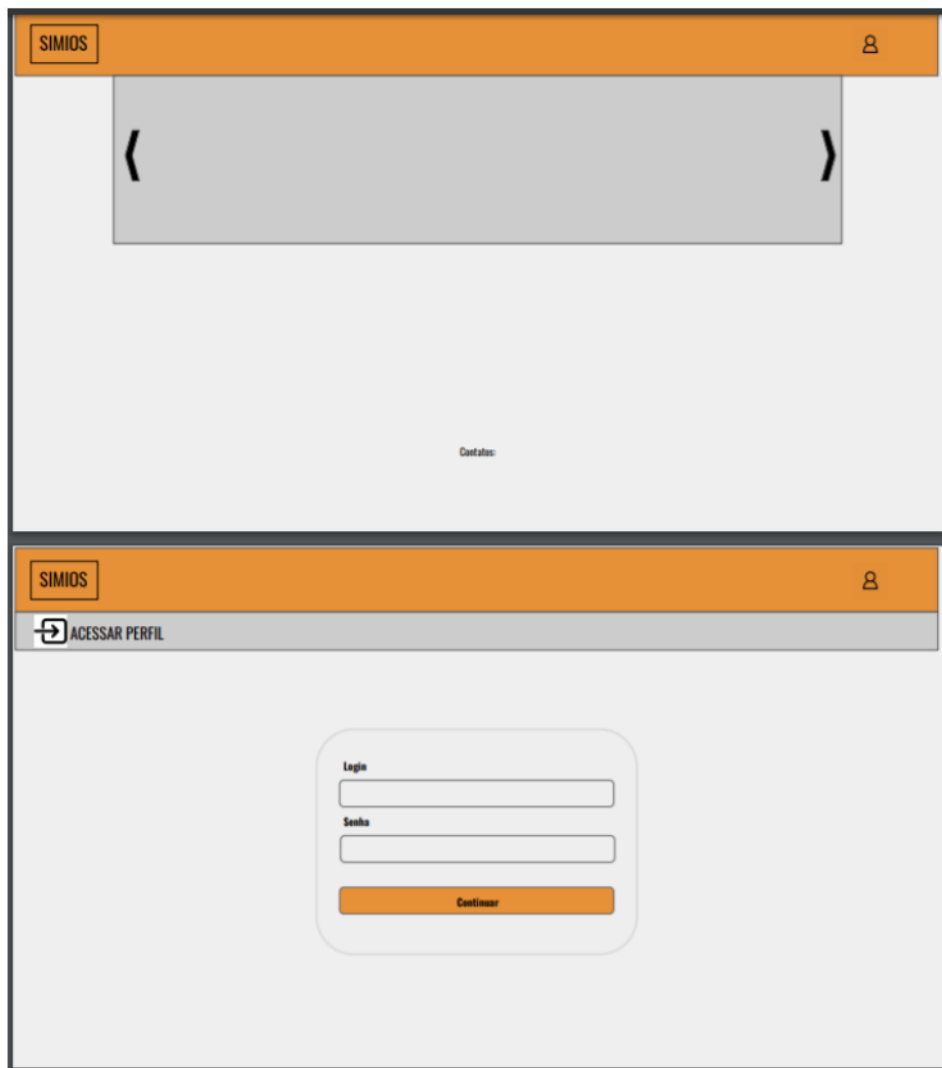 SIMIOS
Contatos:
SIMIOS
ACESSAR PERFIL
Login
Senha
Continuar